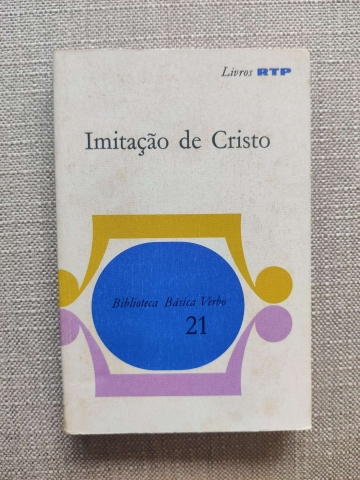 Livros RTP
Imitação de Cristo
Biblioteca Básica Verbo
21